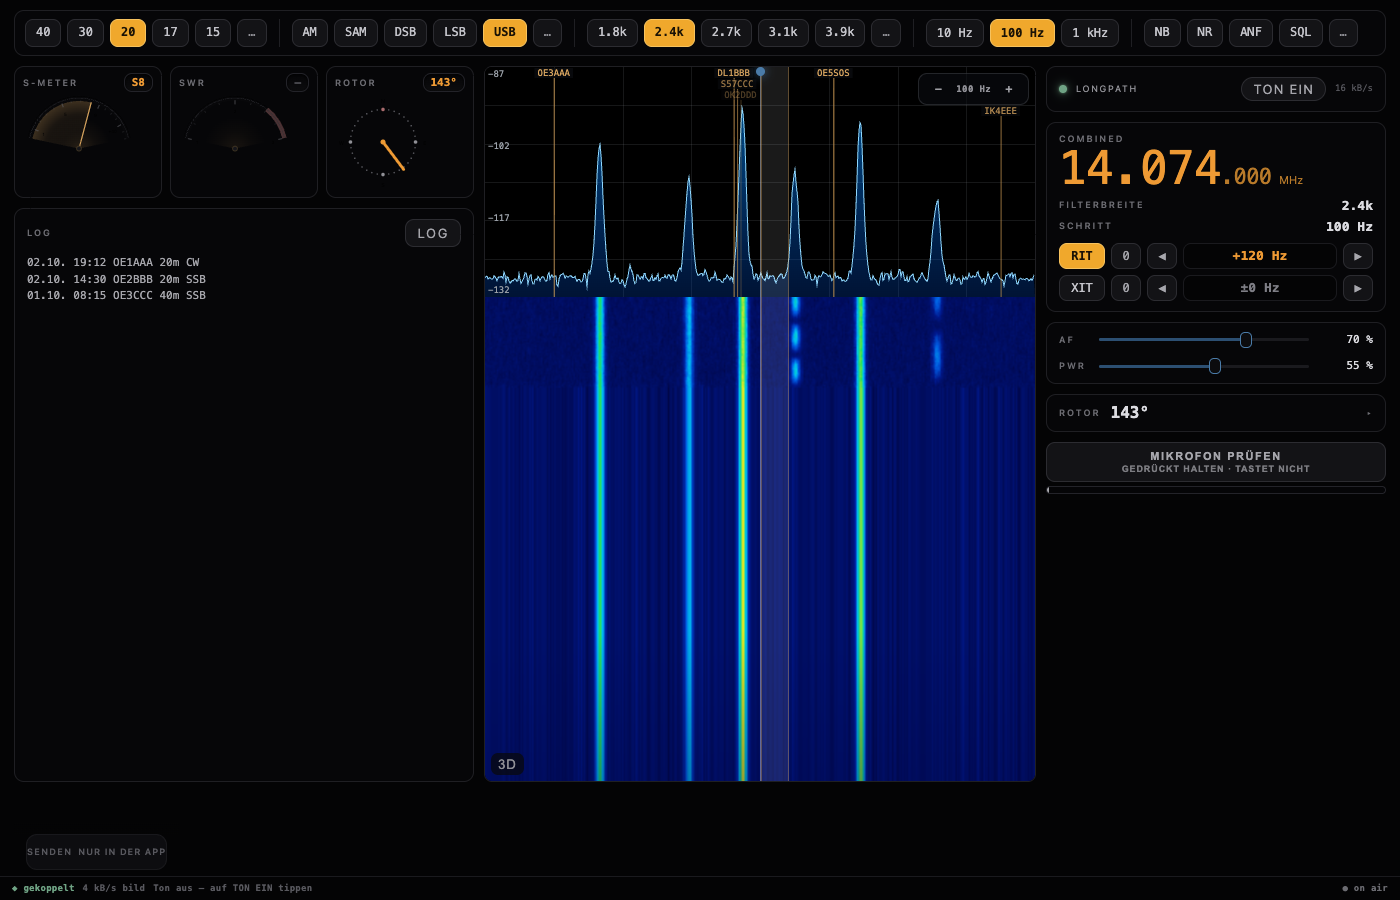 40 30 20 17 15 … AM SAM DSB LSB USB … 1.8k 2.4k 2.7k 3.1k 3.9k … 10 Hz 100 Hz 1 kHz NB NR ANF SQL …
S-METER S8
SWR —
ROTOR 143°
LOG LOG
02.10. 19:12 OE1AAA 20m CW
02.10. 14:30 OE2BBB 20m SSB
01.10. 08:15 OE3CCC 40m SSB
−87
OE3AAA
DL1BBB
S57CCC
OK2DDD
OE5SOS
− 100 Hz +
IK4EEE
−102
−117
−132
3D
LONGPATH TON EIN 16 kB/s
COMBINED
14.074.000 MHz
FILTERBREITE 2.4k
SCHRITT 100 Hz
RIT 0 ◀ +120 Hz ▶
XIT 0 ◀ ±0 Hz ▶
AF 70 %
PWR 55 %
ROTOR 143°
MIKROFON PRÜFEN
GEDRÜCKT HALTEN · TASTET NICHT
SENDEN NUR IN DER APP
◆ gekoppelt 4 kB/s bild Ton aus — auf TON EIN tippen ● on air